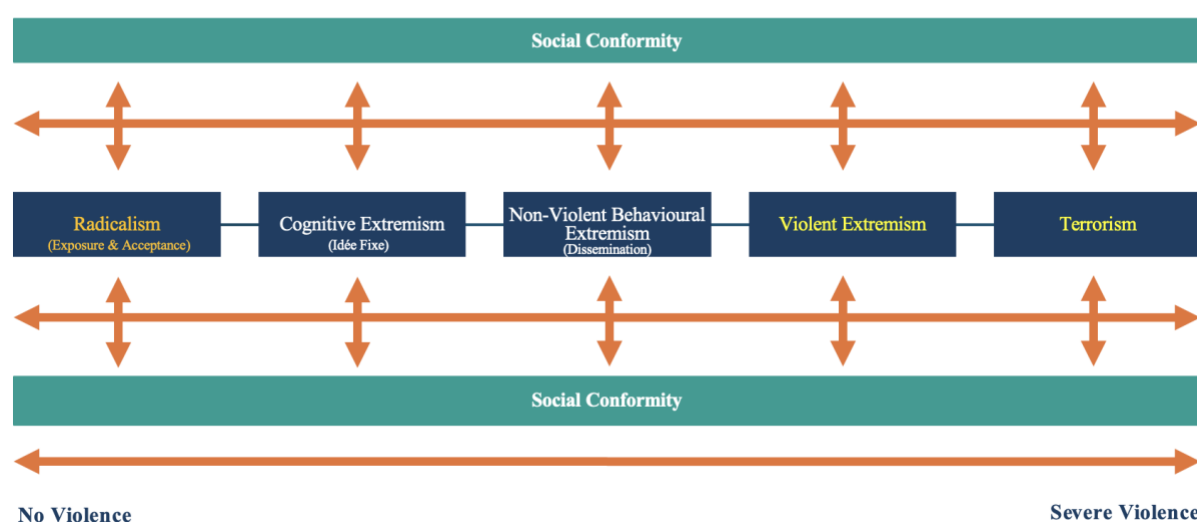 Social Conformity
Radicalism
(Exposure & Acceptance)
Cognitive Extremism
(Idée Fixe)
Non-Violent Behavioural
Extremism
(Dissemination)
Violent Extremism
Terrorism
Social Conformity
No Violence
Severe Violence